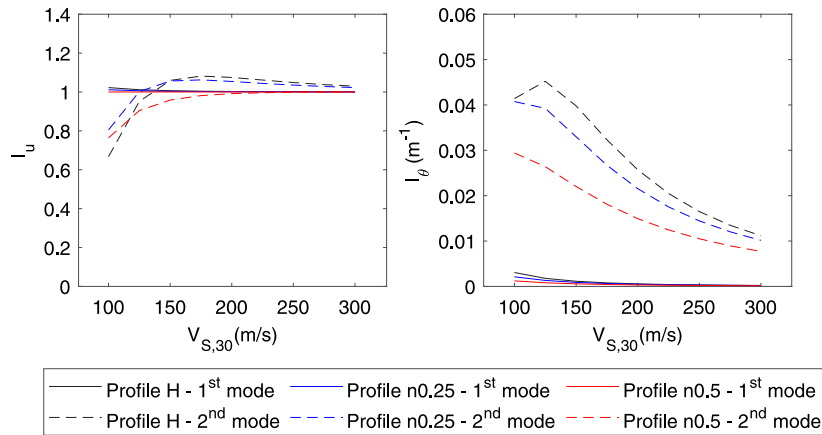 1.4
1.2
1
0.8
0.6
0.4
0.2
0
I_u
100 150 200 250 300
V_S,30(m/s)
0.06
0.05
0.04
0.03
0.02
0.01
0
I_θ (m⁻¹)
100 150 200 250 300
V_S,30(m/s)
Profile H - 1st mode Profile n0.25 - 1st mode Profile n0.5 - 1st mode
Profile H - 2nd mode Profile n0.25 - 2nd mode Profile n0.5 - 2nd mode